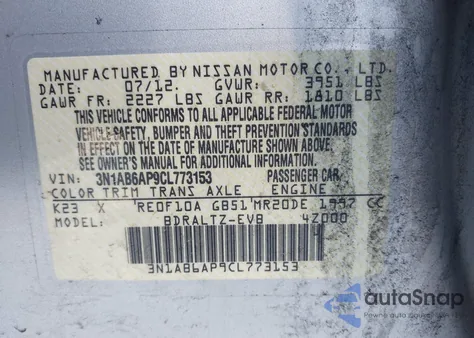 MANUFACTURED BY NISSAN MOTOR CO., LTD.
DATE: 07/12. GVWR: 3951 LBS
GAWR FR: 2227 LBS GAWR RR: 1810 LBS
THIS VEHICLE CONFORMS TO ALL APPLICABLE FEDERAL MOTOR
VEHICLE SAFETY, BUMPER AND THEFT PREVENTION STANDARDS
IN EFFECT ON THE DATE OF MANUFACTURE SHOWN ABOVE.
*SEE OWNER'S MANUAL FOR MORE INFORMATION.
VIN: 3N1AB6AP9CL773153 PASSENGER CAR
COLOR TRIM TRANS AXLE ENGINE
K23 X RE0F10A GB51 MR20DE 1997 CC
MODEL: BDRALTZ-EVB 4Z000
3N1AB6AP9CL773153
autoSnap